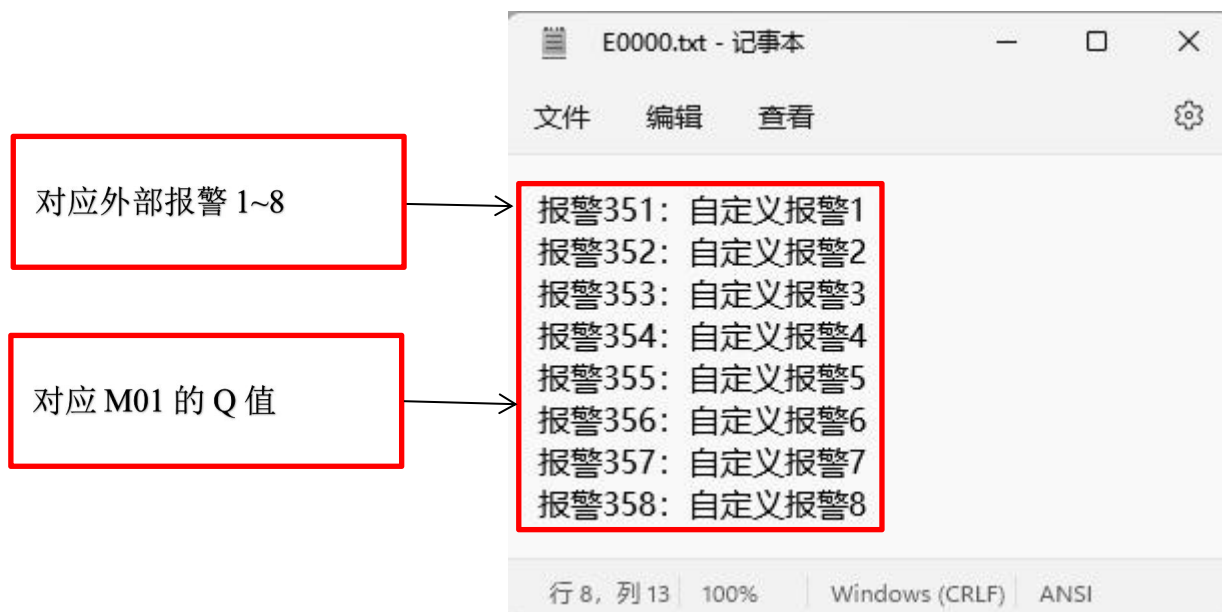 E0000.txt - 记事本
文件 编辑 查看
对应外部报警 1~8
对应 M01 的 Q 值
报警351：自定义报警1
报警352：自定义报警2
报警353：自定义报警3
报警354：自定义报警4
报警355：自定义报警5
报警356：自定义报警6
报警357：自定义报警7
报警358：自定义报警8
行 8，列 13 100% Windows (CRLF) ANSI